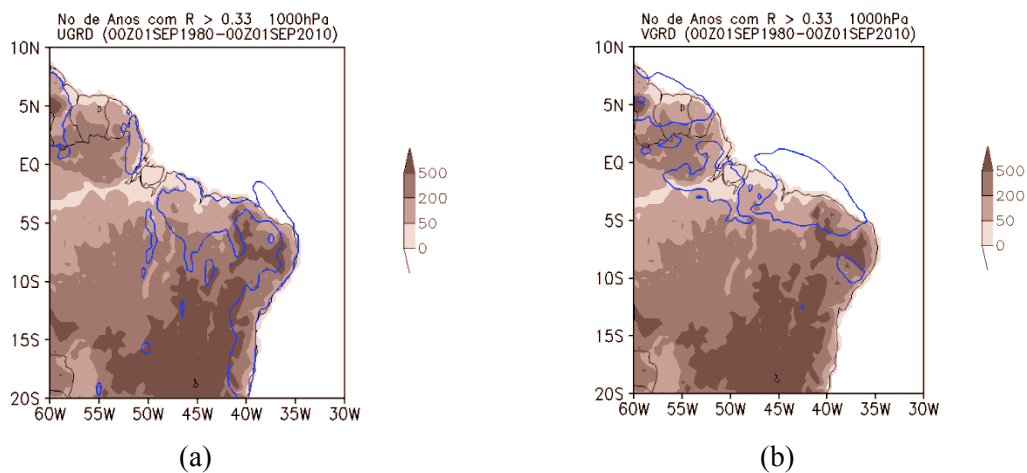 No de Anos com R > 0.33 1000hPa
UGRD (00Z01SEP1980-00Z01SEP2010)
10N
5N
EQ
5S
10S
15S
20S
60W 55W 50W 45W 40W 35W 30W
500
200
50
0
(a)
No de Anos com R > 0.33 1000hPa
VGRD (00Z01SEP1980-00Z01SEP2010)
10N
5N
EQ
5S
10S
15S
20S
60W 55W 50W 45W 40W 35W 30W
500
200
50
0
(b)